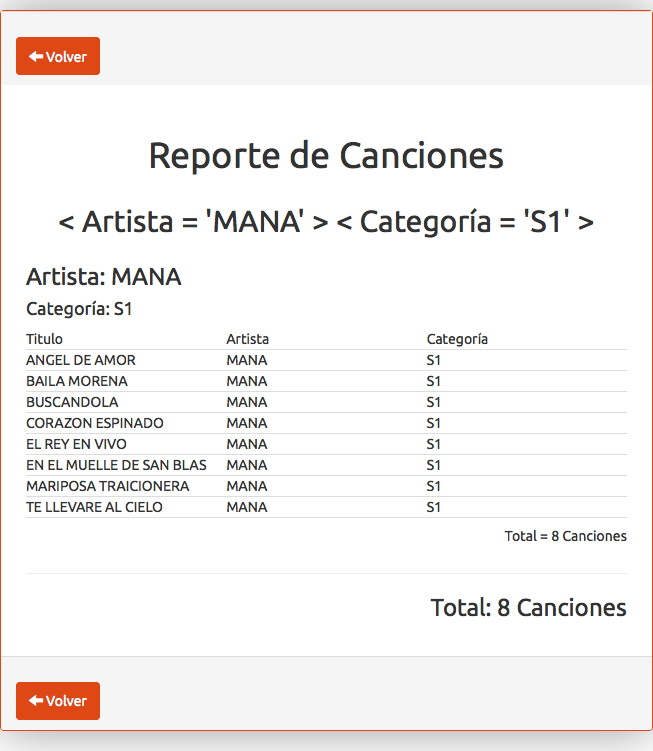 Volver
Reporte de Canciones
< Artista = 'MANA' > < Categoría = 'S1' >
Artista: MANA
Categoría: S1
Titulo Artista Categoría
ANGEL DE AMOR MANA S1
BAILA MORENA MANA S1
BUSCANDOLA MANA S1
CORAZON ESPINADO MANA S1
EL REY EN VIVO MANA S1
EN EL MUELLE DE SAN BLAS MANA S1
MARIPOSA TRAICIONERA MANA S1
TE LLEVARE AL CIELO MANA S1
Total = 8 Canciones
Total: 8 Canciones
Volver